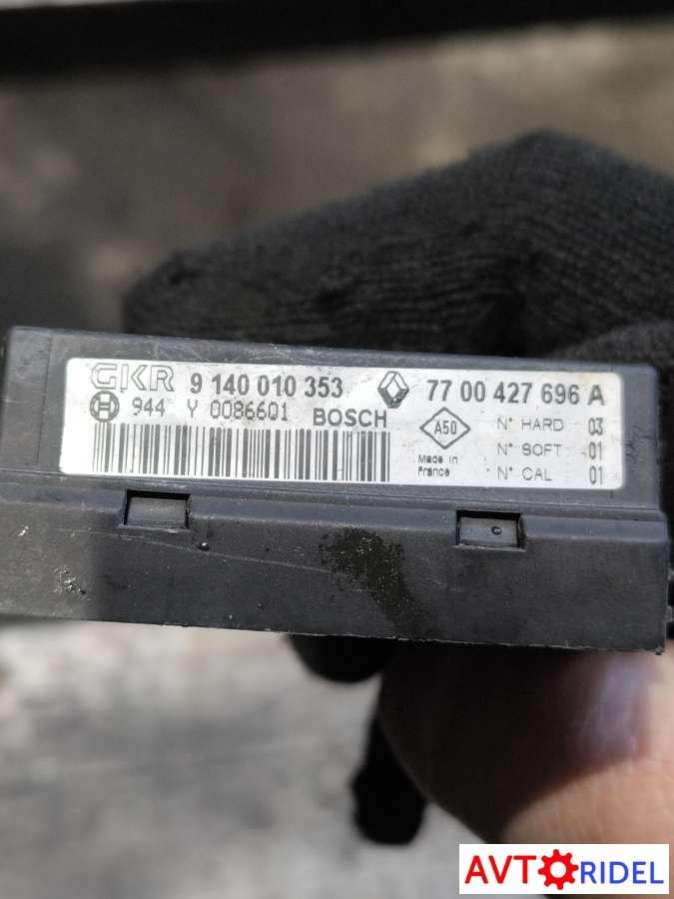 GKR 9 140 010 353 77 00 427 696 A
944 Y 0086601 BOSCH
A50
Made in
France
N° HARD 03
N° SOFT 01
N° CAL 01
AVTORIDEL